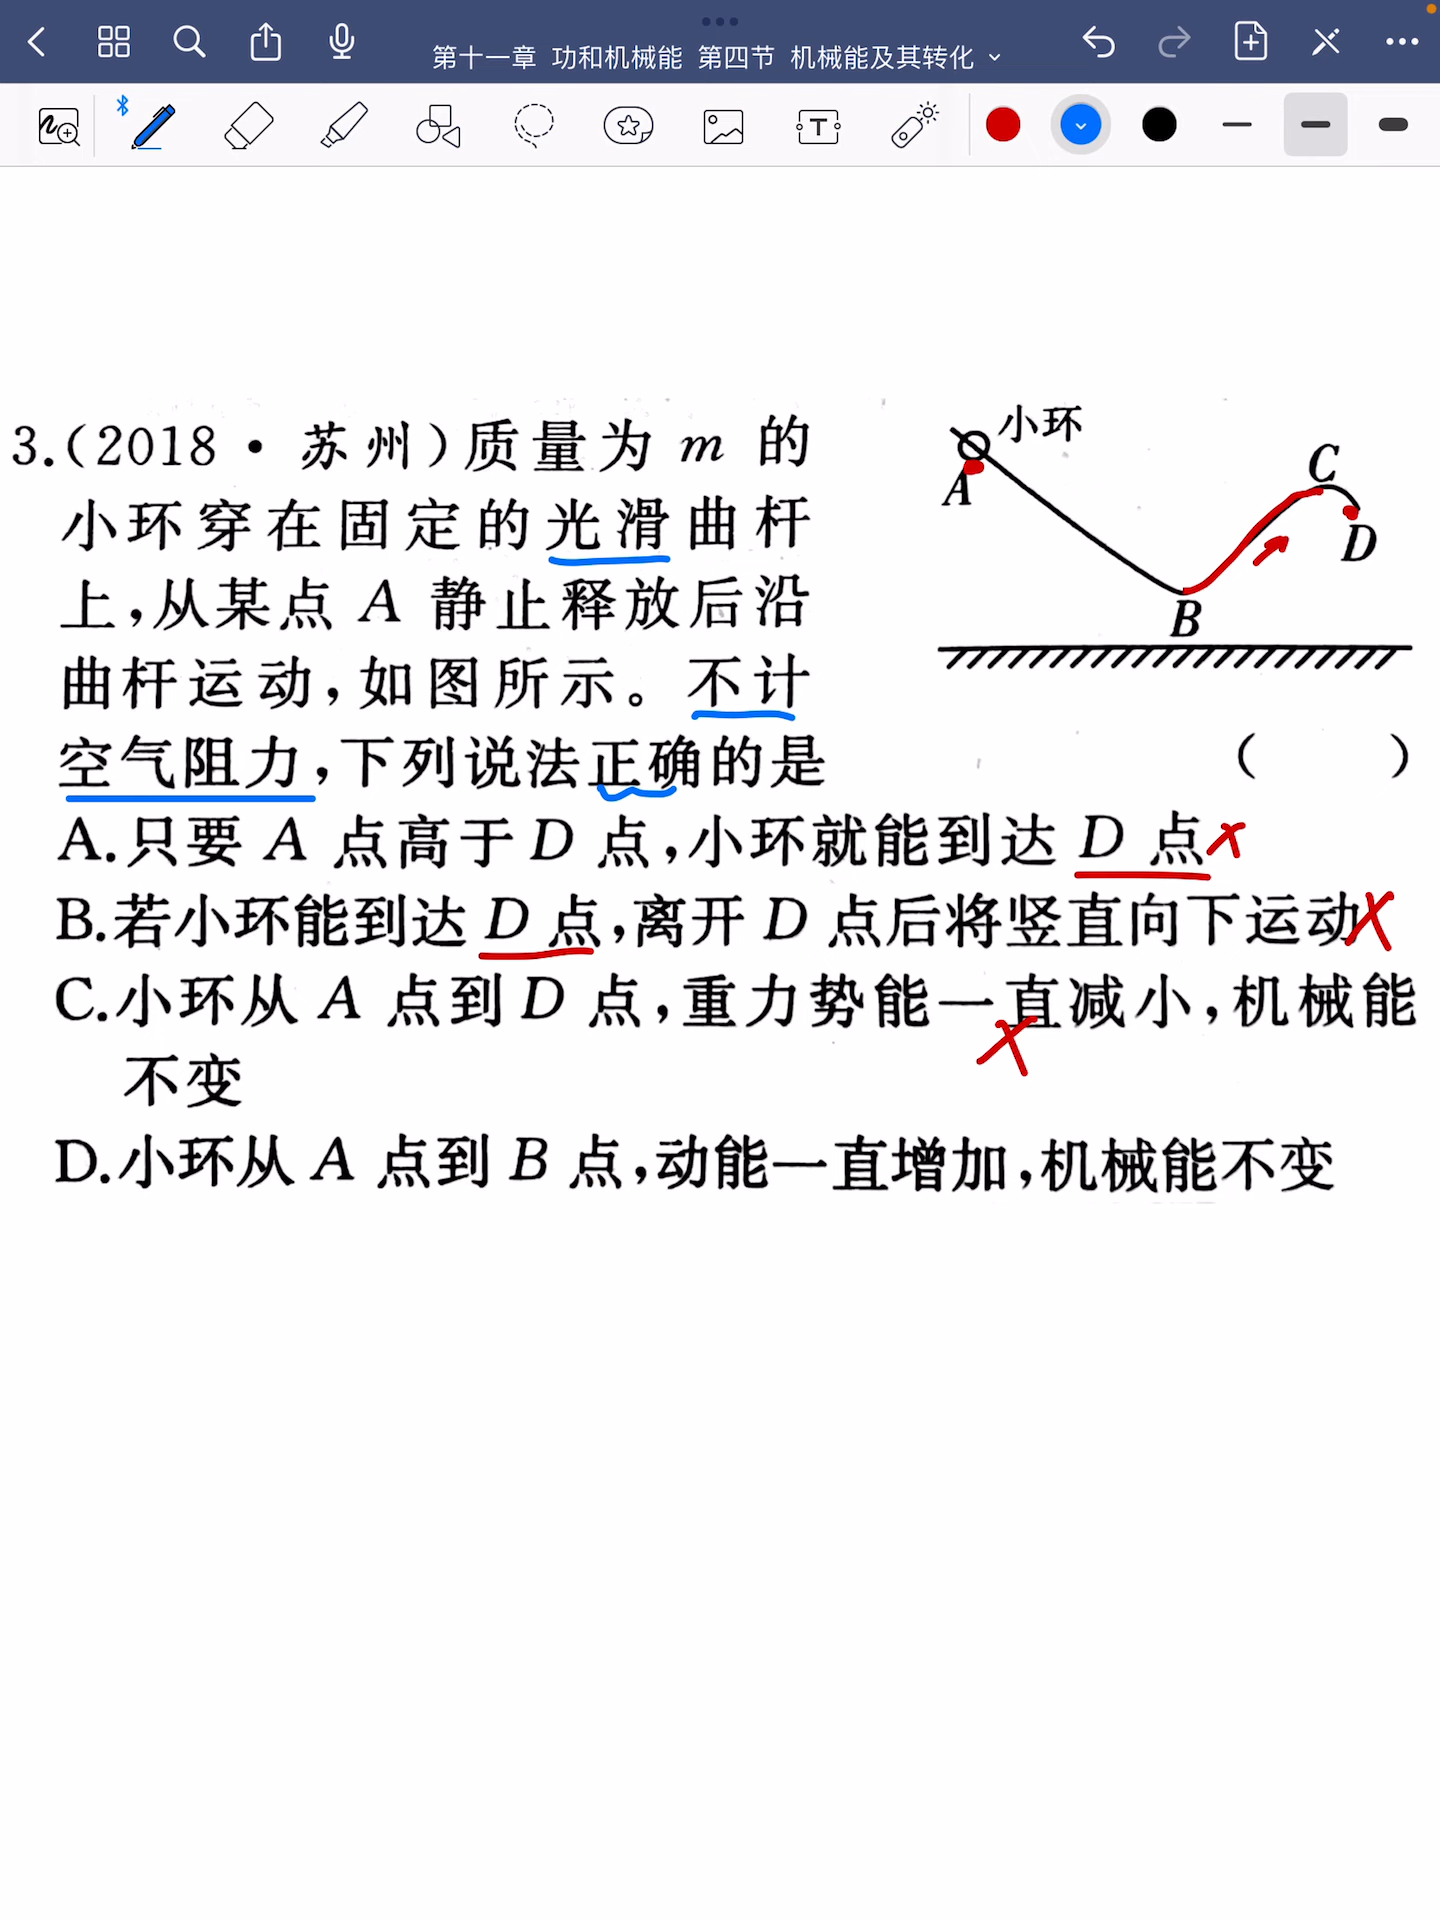 第十一章 功和机械能 第四节 机械能及其转化
3.(2018·苏州)质量为 m 的
小环穿在固定的光滑曲杆
上,从某点 A 静止释放后沿
曲杆运动,如图所示。不计
空气阻力,下列说法正确的是 ( )
A.只要 A 点高于 D 点,小环就能到达 D 点
B.若小环能到达 D 点,离开 D 点后将竖直向下运动
C.小环从 A 点到 D 点,重力势能一直减小,机械能
不变
D.小环从 A 点到 B 点,动能一直增加,机械能不变
小环
A
C
D
B